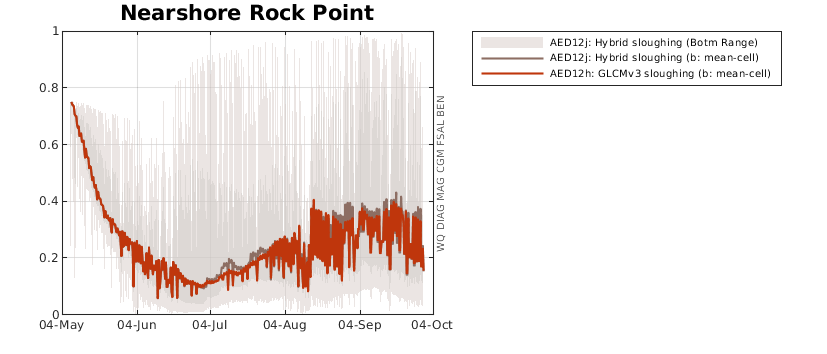 Nearshore Rock Point
1
0.8
0.6
0.4
0.2
0
04-May
04-Jun
04-Jul
04-Aug
04-Sep
04-Oct
WQ DIAG MAG CGM FSAL BEN
AED12j: Hybrid sloughing (Botm Range)
AED12j: Hybrid sloughing (b: mean-cell)
AED12h: GLCMv3 sloughing (b: mean-cell)